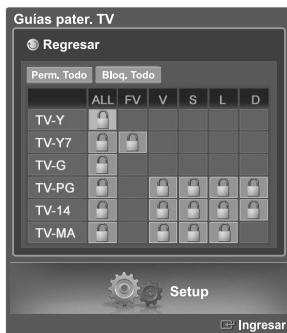 Guías pater. TV
Regresar
Perm. Todo Bloq. Todo
ALL FV V S L D
TV-Y
TV-Y7
TV-G
TV-PG
TV-14
TV-MA
Setup
Ingresar